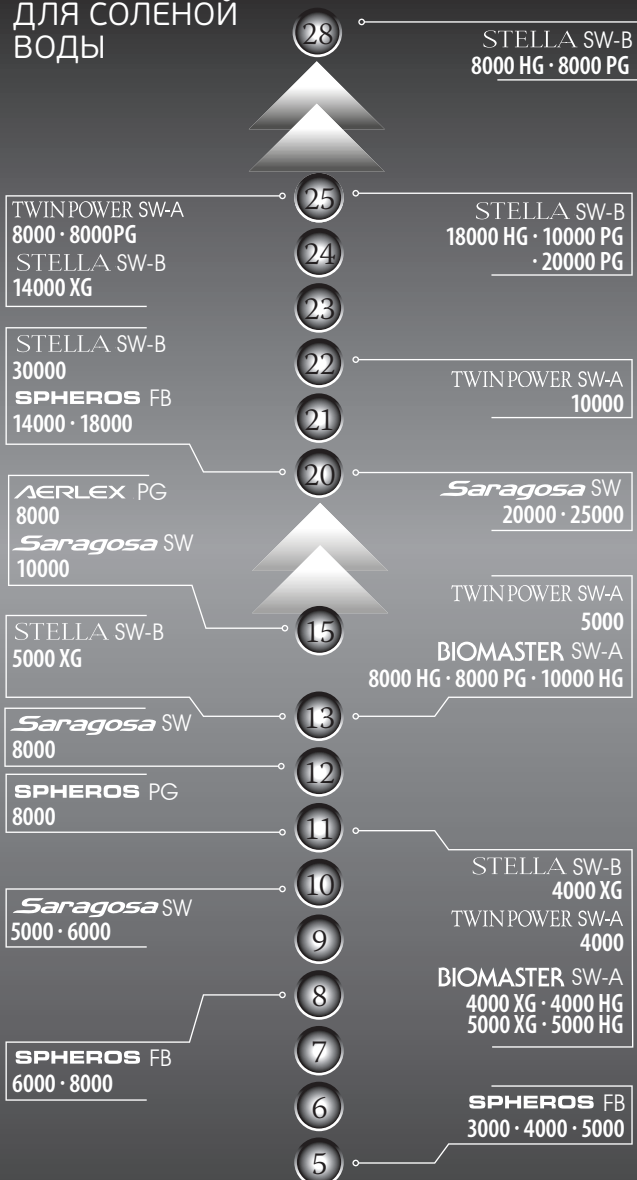 ДЛЯ СОЛЕНОЙ
ВОДЫ
28
STELLA SW-B
8000 HG · 8000 PG
25
TWINPOWER SW-A
8000 · 8000PG
STELLA SW-B
14000 XG
STELLA SW-B
18000 HG · 10000 PG
· 20000 PG
24
23
22
TWINPOWER SW-A
10000
21
STELLA SW-B
30000
SPHEROS FB
14000 · 18000
20
Saragosa SW
20000 · 25000
AERLEX PG
8000
Saragosa SW
10000
15
STELLA SW-B
5000 XG
TWINPOWER SW-A
5000
BIOMASTER SW-A
8000 HG · 8000 PG · 10000 HG
13
Saragosa SW
8000
12
SPHEROS PG
8000
11
STELLA SW-B
4000 XG
TWINPOWER SW-A
4000
BIOMASTER SW-A
4000 XG · 4000 HG
5000 XG · 5000 HG
10
Saragosa SW
5000 · 6000
9
8
SPHEROS FB
6000 · 8000
7
6
5
SPHEROS FB
3000 · 4000 · 5000